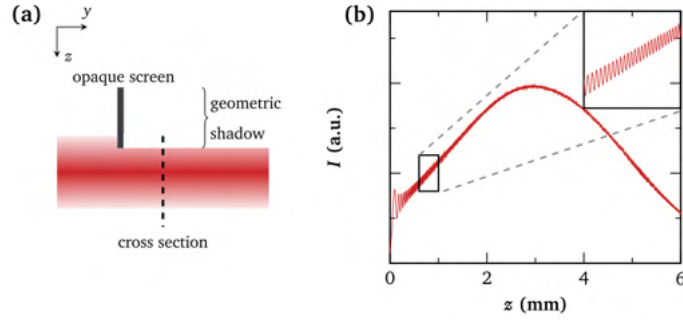 (a)
y
z
opaque screen
geometric
shadow
cross section
(b)
I (a.u.)
0 2 4 6
z (mm)